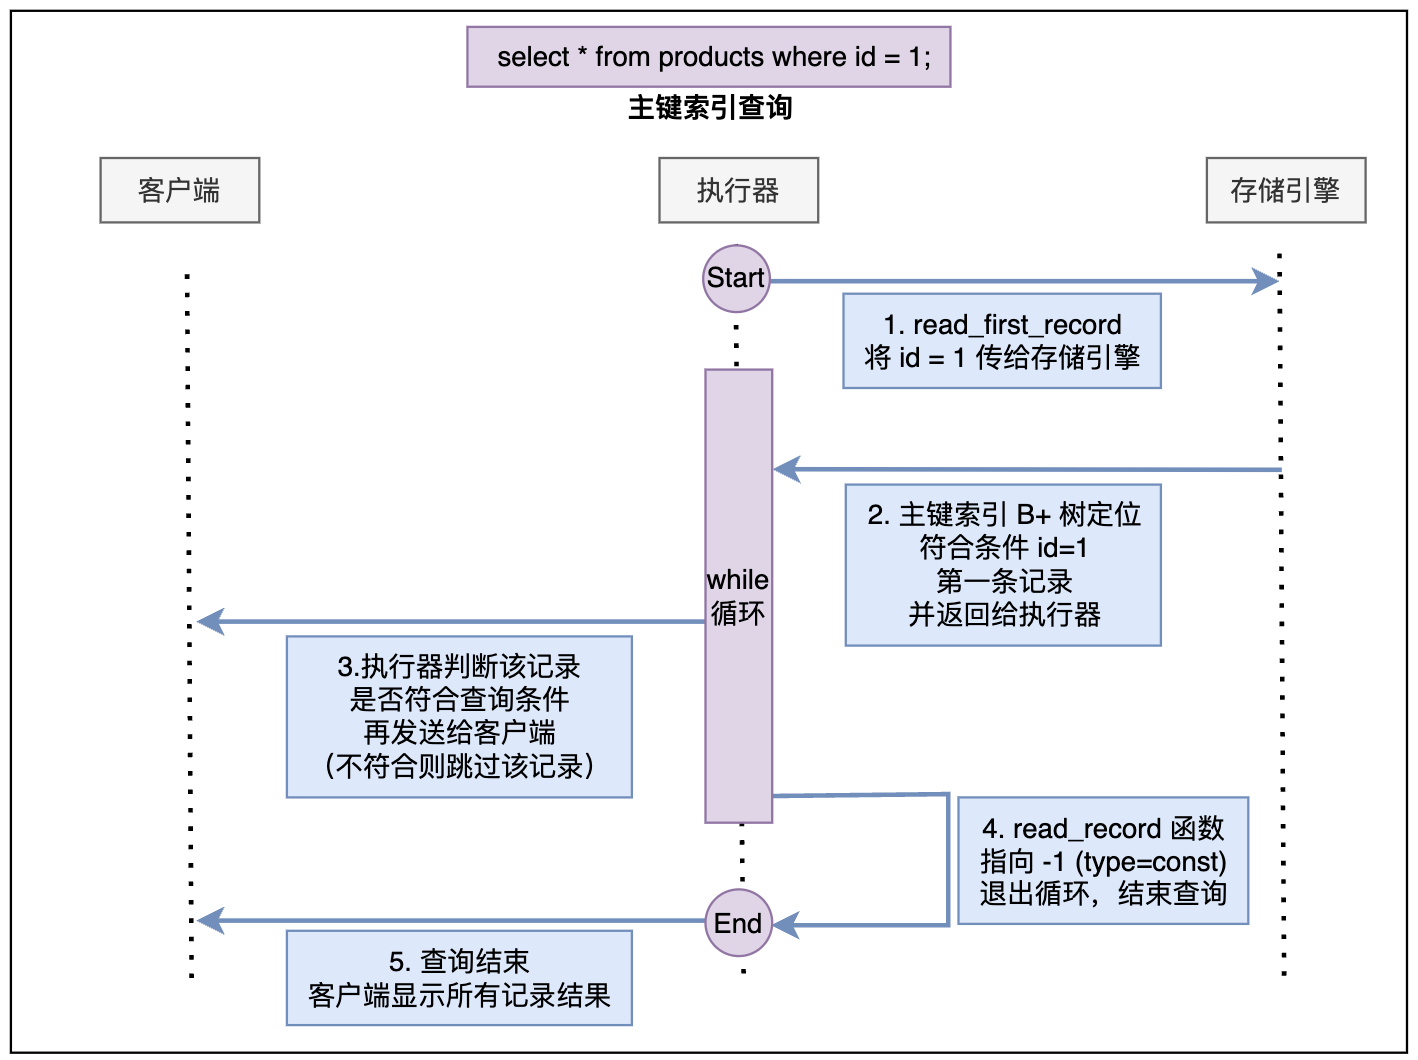 select * from products where id = 1;
主键索引查询
客户端
执行器
存储引擎
Start
1. read_first_record
将 id = 1 传给存储引擎
2. 主键索引 B+ 树定位
符合条件 id=1
第一条记录
并返回给执行器
while
循环
3.执行器判断该记录
是否符合查询条件
再发送给客户端
（不符合则跳过该记录）
4. read_record 函数
指向 -1 (type=const)
退出循环，结束查询
End
5. 查询结束
客户端显示所有记录结果